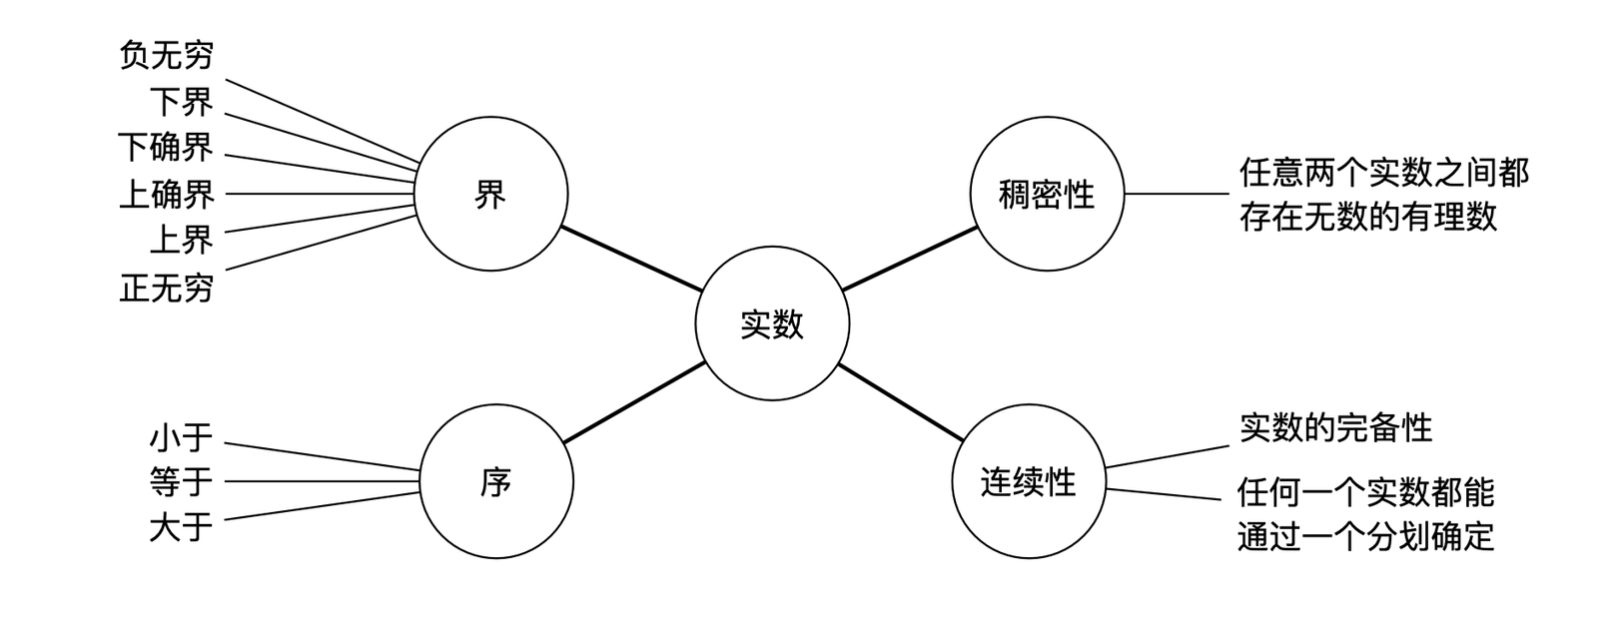 负无穷
下界
下确界
上确界
上界
正无穷
界
稠密性
任意两个实数之间都
存在无数的有理数
实数
小于
等于
大于
序
连续性
实数的完备性
任何一个实数都能
通过一个分划确定